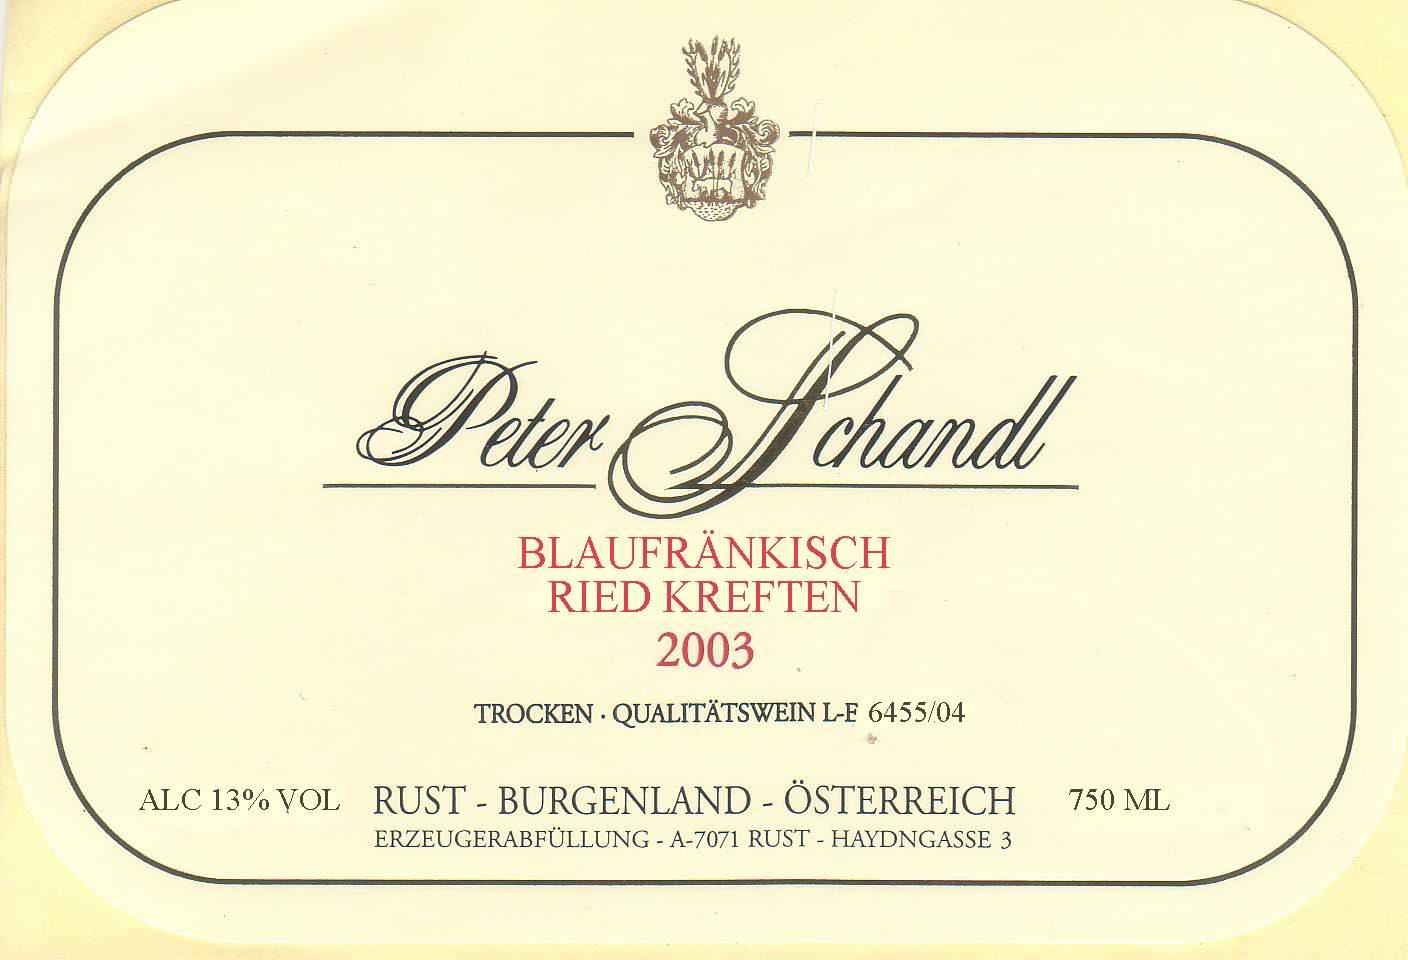 Peter Schandl
BLAUFRÄNKISCH
RIED KREFTEN
2003
TROCKEN · QUALITÄTSWEIN L-F 6455/04
ALC 13% VOL RUST - BURGENLAND - ÖSTERREICH 750 ML
ERZEUGERABFÜLLUNG - A-7071 RUST - HAYDNGASSE 3